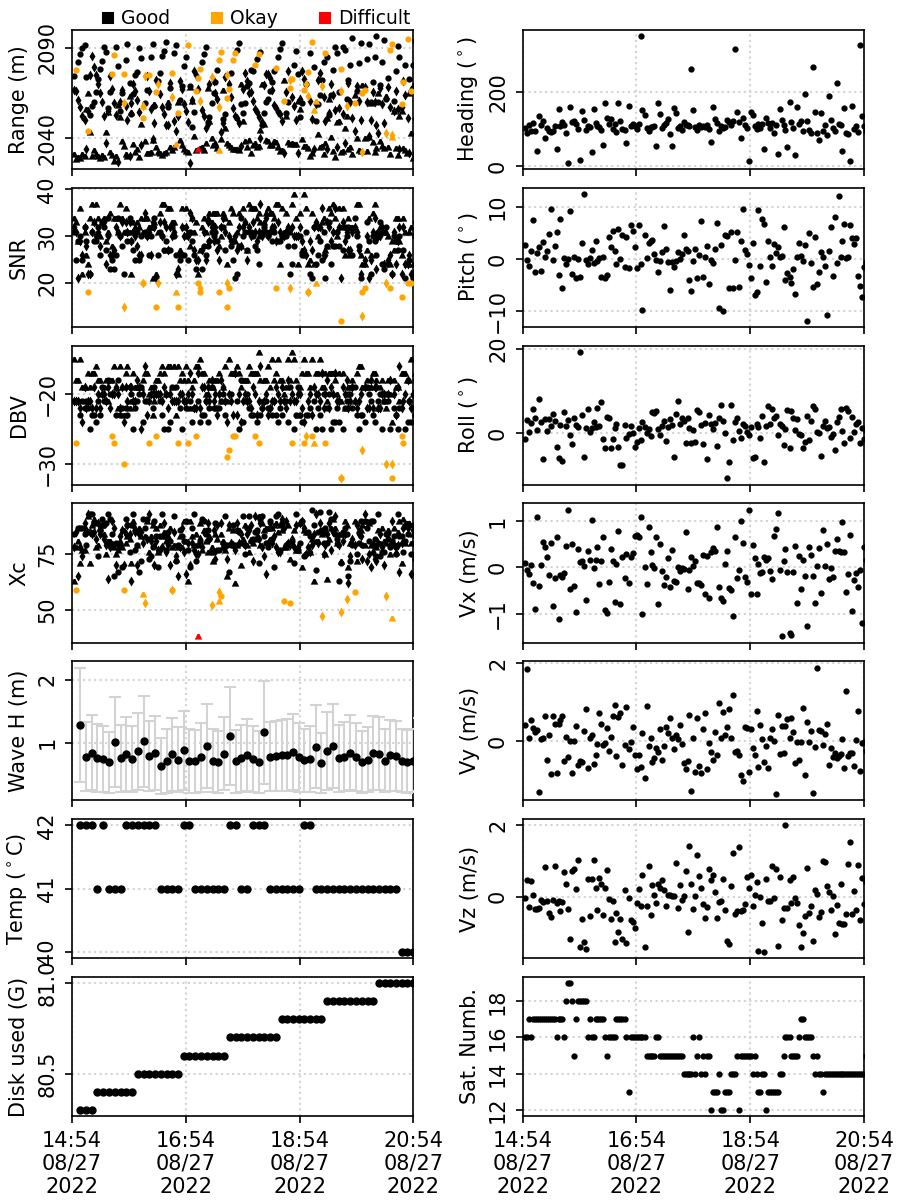 Good Okay Difficult
Range (m)
2090
2040
Heading (°)
200
0
SNR
40
30
20
Pitch (°)
10
0
−10
DBV
−20
−30
Roll (°)
20
0
Xc
75
50
Vx (m/s)
1
0
−1
Wave H (m)
2
1
Vy (m/s)
2
0
Temp (°C)
42
41
40
Vz (m/s)
2
0
Disk used (G)
81.0
80.5
Sat. Numb.
18
16
14
12
14:54 16:54 18:54 20:54 14:54 16:54 18:54 20:54
08/27 08/27 08/27 08/27 08/27 08/27 08/27 08/27
2022 2022 2022 2022 2022 2022 2022 2022